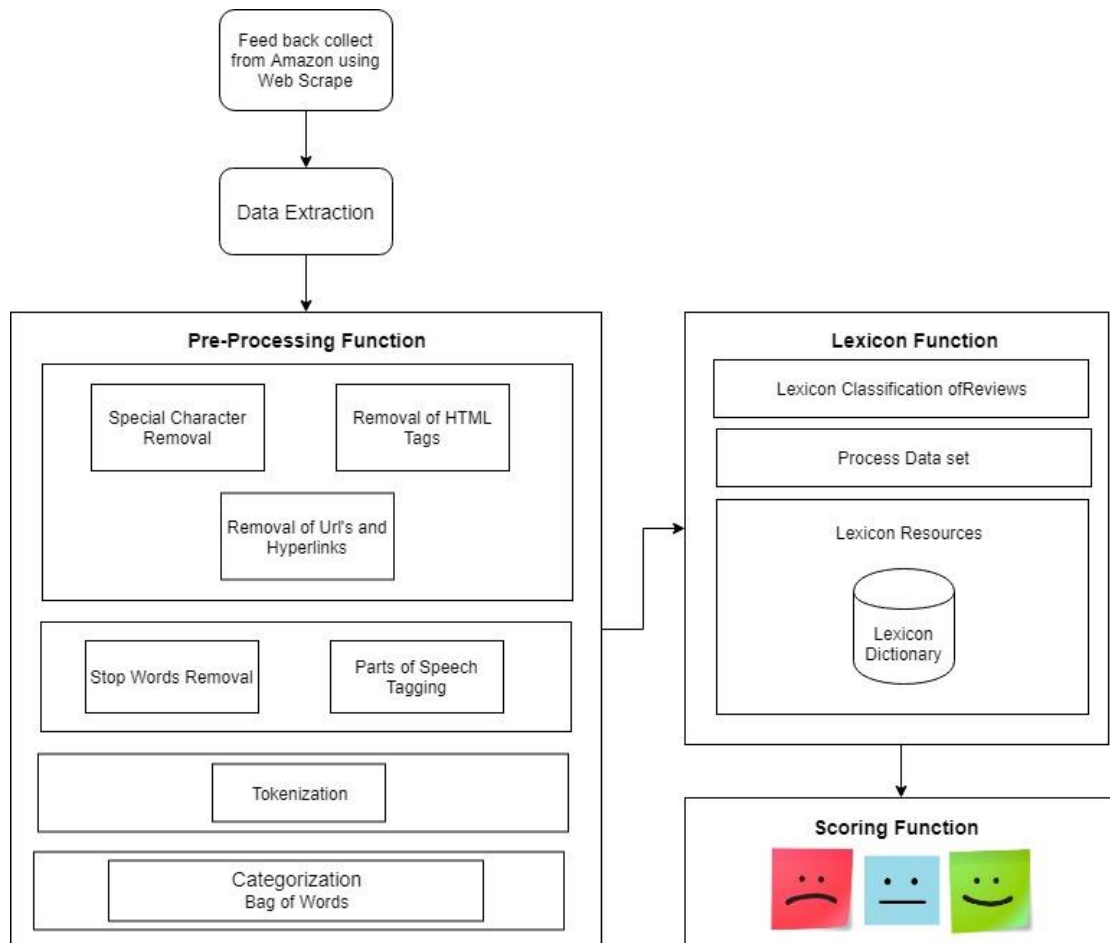 Feed back collect
from Amazon using
Web Scrape
Data Extraction
Pre-Processing Function
Special Character
Removal
Removal of HTML
Tags
Removal of Url's and
Hyperlinks
Stop Words Removal
Parts of Speech
Tagging
Tokenization
Categorization
Bag of Words
Lexicon Function
Lexicon Classification ofReviews
Process Data set
Lexicon Resources
Lexicon
Dictionary
Scoring Function